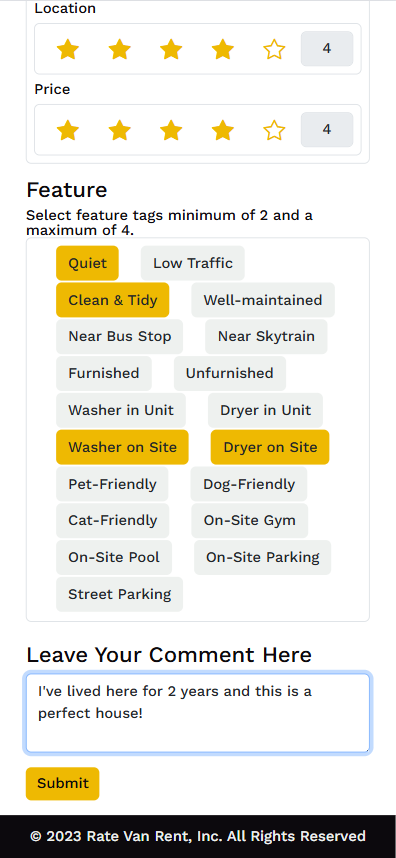 Location
4
Price
4
Feature
Select feature tags minimum of 2 and a
maximum of 4.
Quiet Low Traffic
Clean & Tidy Well-maintained
Near Bus Stop Near Skytrain
Furnished Unfurnished
Washer in Unit Dryer in Unit
Washer on Site Dryer on Site
Pet-Friendly Dog-Friendly
Cat-Friendly On-Site Gym
On-Site Pool On-Site Parking
Street Parking
Leave Your Comment Here
I've lived here for 2 years and this is a
perfect house!
Submit
© 2023 Rate Van Rent, Inc. All Rights Reserved